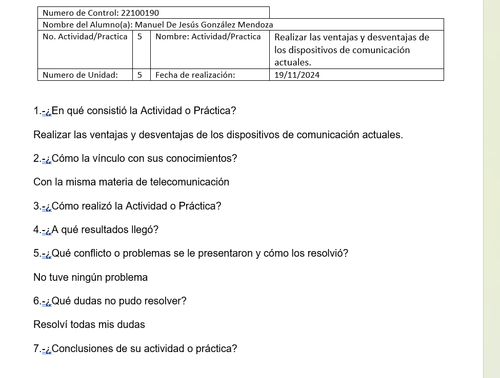 Numero de Control: 22100190
Nombre del Alumno(a): Manuel De Jesús González Mendoza
No. Actividad/Practica 5 Nombre: Actividad/Practica Realizar las ventajas y desventajas de
los dispositivos de comunicación
actuales.
Numero de Unidad: 5 Fecha de realización: 19/11/2024
1.-¿En qué consistió la Actividad o Práctica?
Realizar las ventajas y desventajas de los dispositivos de comunicación actuales.
2.-¿Cómo la vínculo con sus conocimientos?
Con la misma materia de telecomunicación
3.-¿Cómo realizó la Actividad o Práctica?
4.-¿A qué resultados llegó?
5.-¿Qué conflicto o problemas se le presentaron y cómo los resolvió?
No tuve ningún problema
6.-¿Qué dudas no pudo resolver?
Resolví todas mis dudas
7.-¿Conclusiones de su actividad o práctica?